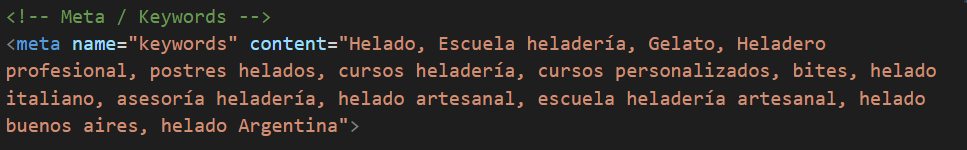 <!-- Meta / Keywords -->
<meta name="keywords" content="Helado, Escuela heladería, Gelato, Heladero
profesional, postres helados, cursos heladería, cursos personalizados, bites, helado
italiano, asesoría heladería, helado artesanal, escuela heladería artesanal, helado
buenos aires, helado Argentina">